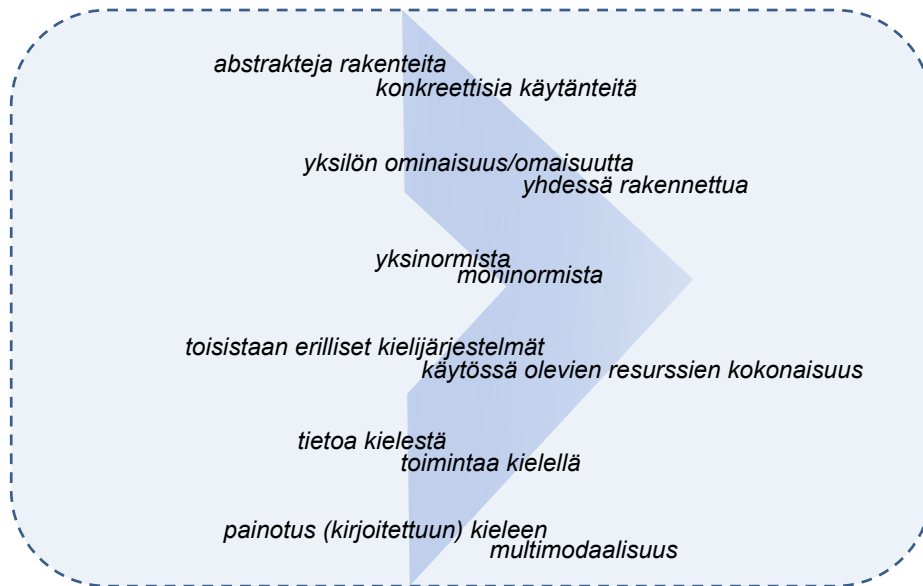 abstrakteja rakenteita
konkreettisia käytänteitä
yksilön ominaisuus/omaisuutta
yhdessä rakennettua
yksinormista
moninormista
toisistaan erilliset kielijärjestelmät
käytössä olevien resurssien kokonaisuus
tietoa kielestä
toimintaa kielellä
painotus (kirjoitettuun) kieleen
multimodaalisuus